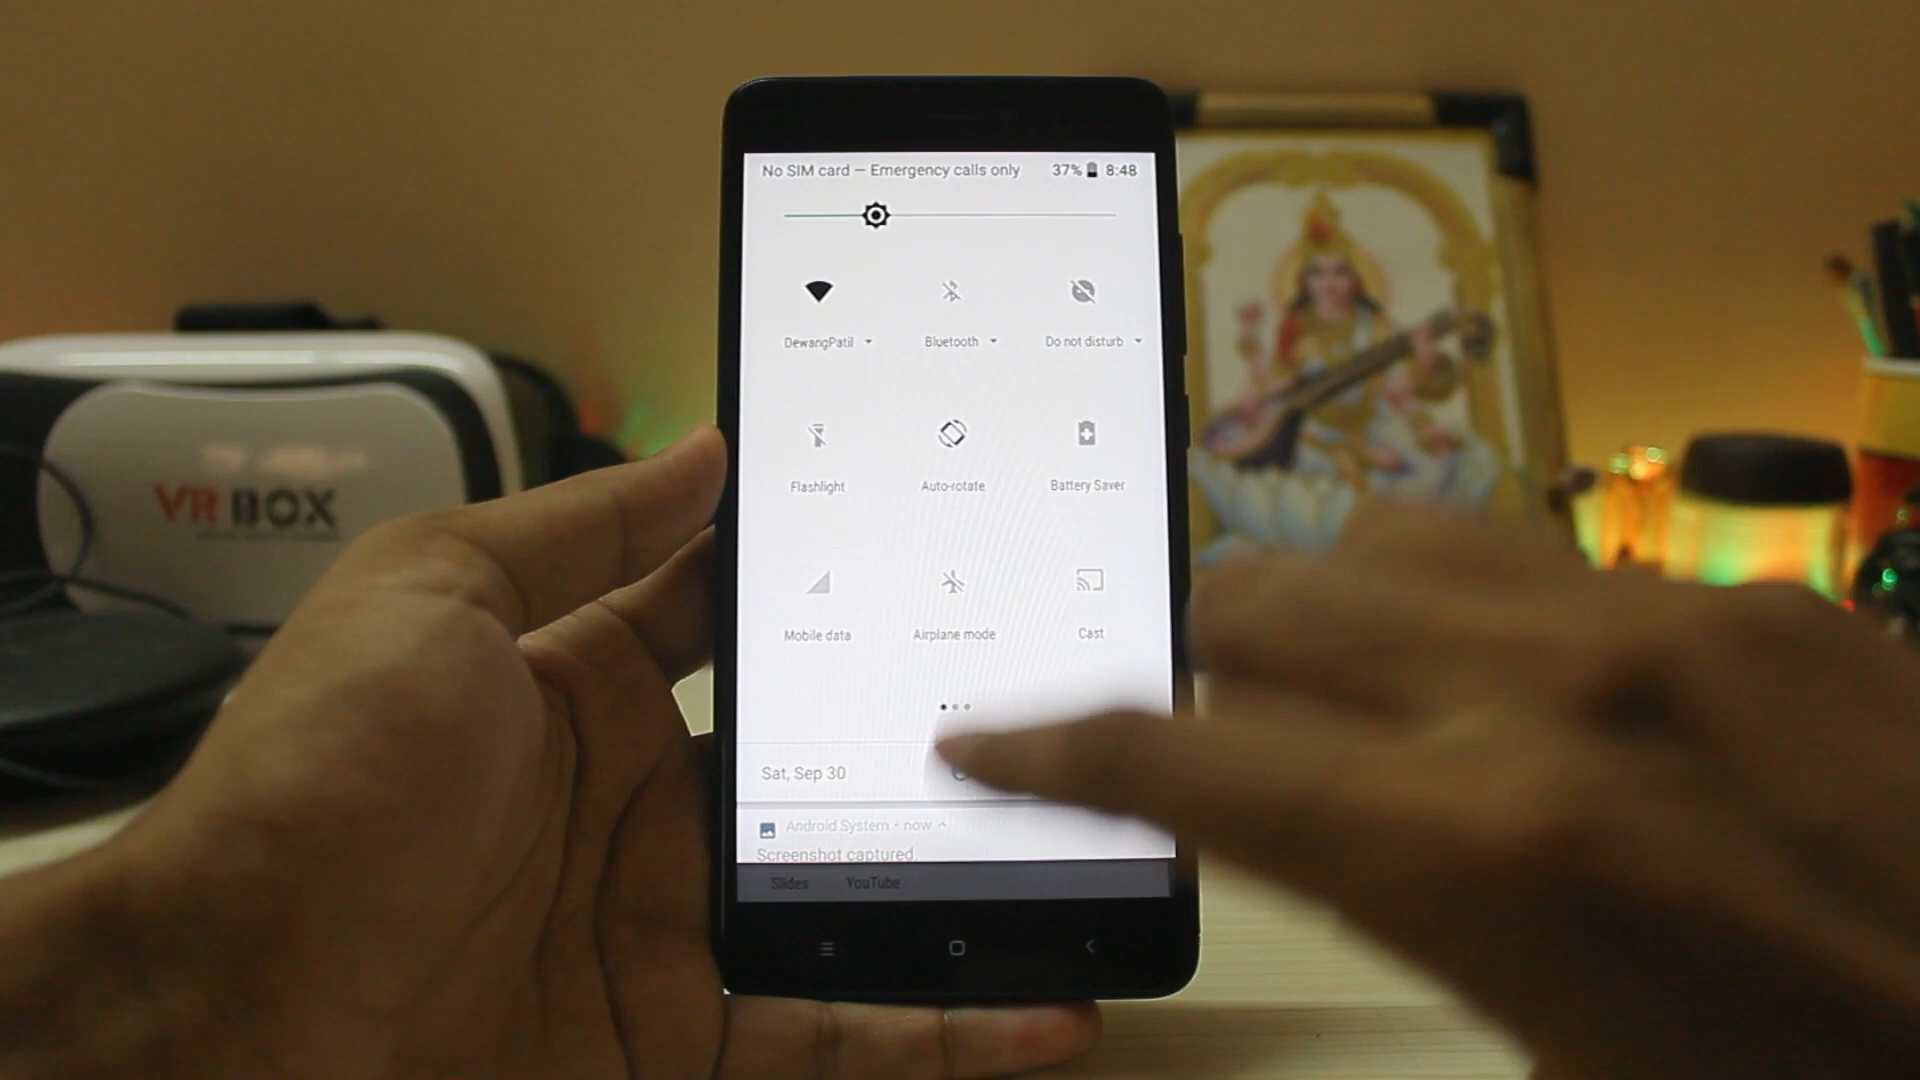 No SIM card — Emergency calls only 37% 8:48
DewangPatil Bluetooth Do not disturb
Flashlight Auto-rotate Battery Saver
Mobile data Airplane mode Cast
Sat, Sep 30
Android System • now
Screenshot captured.
Slides YouTube
VR BOX